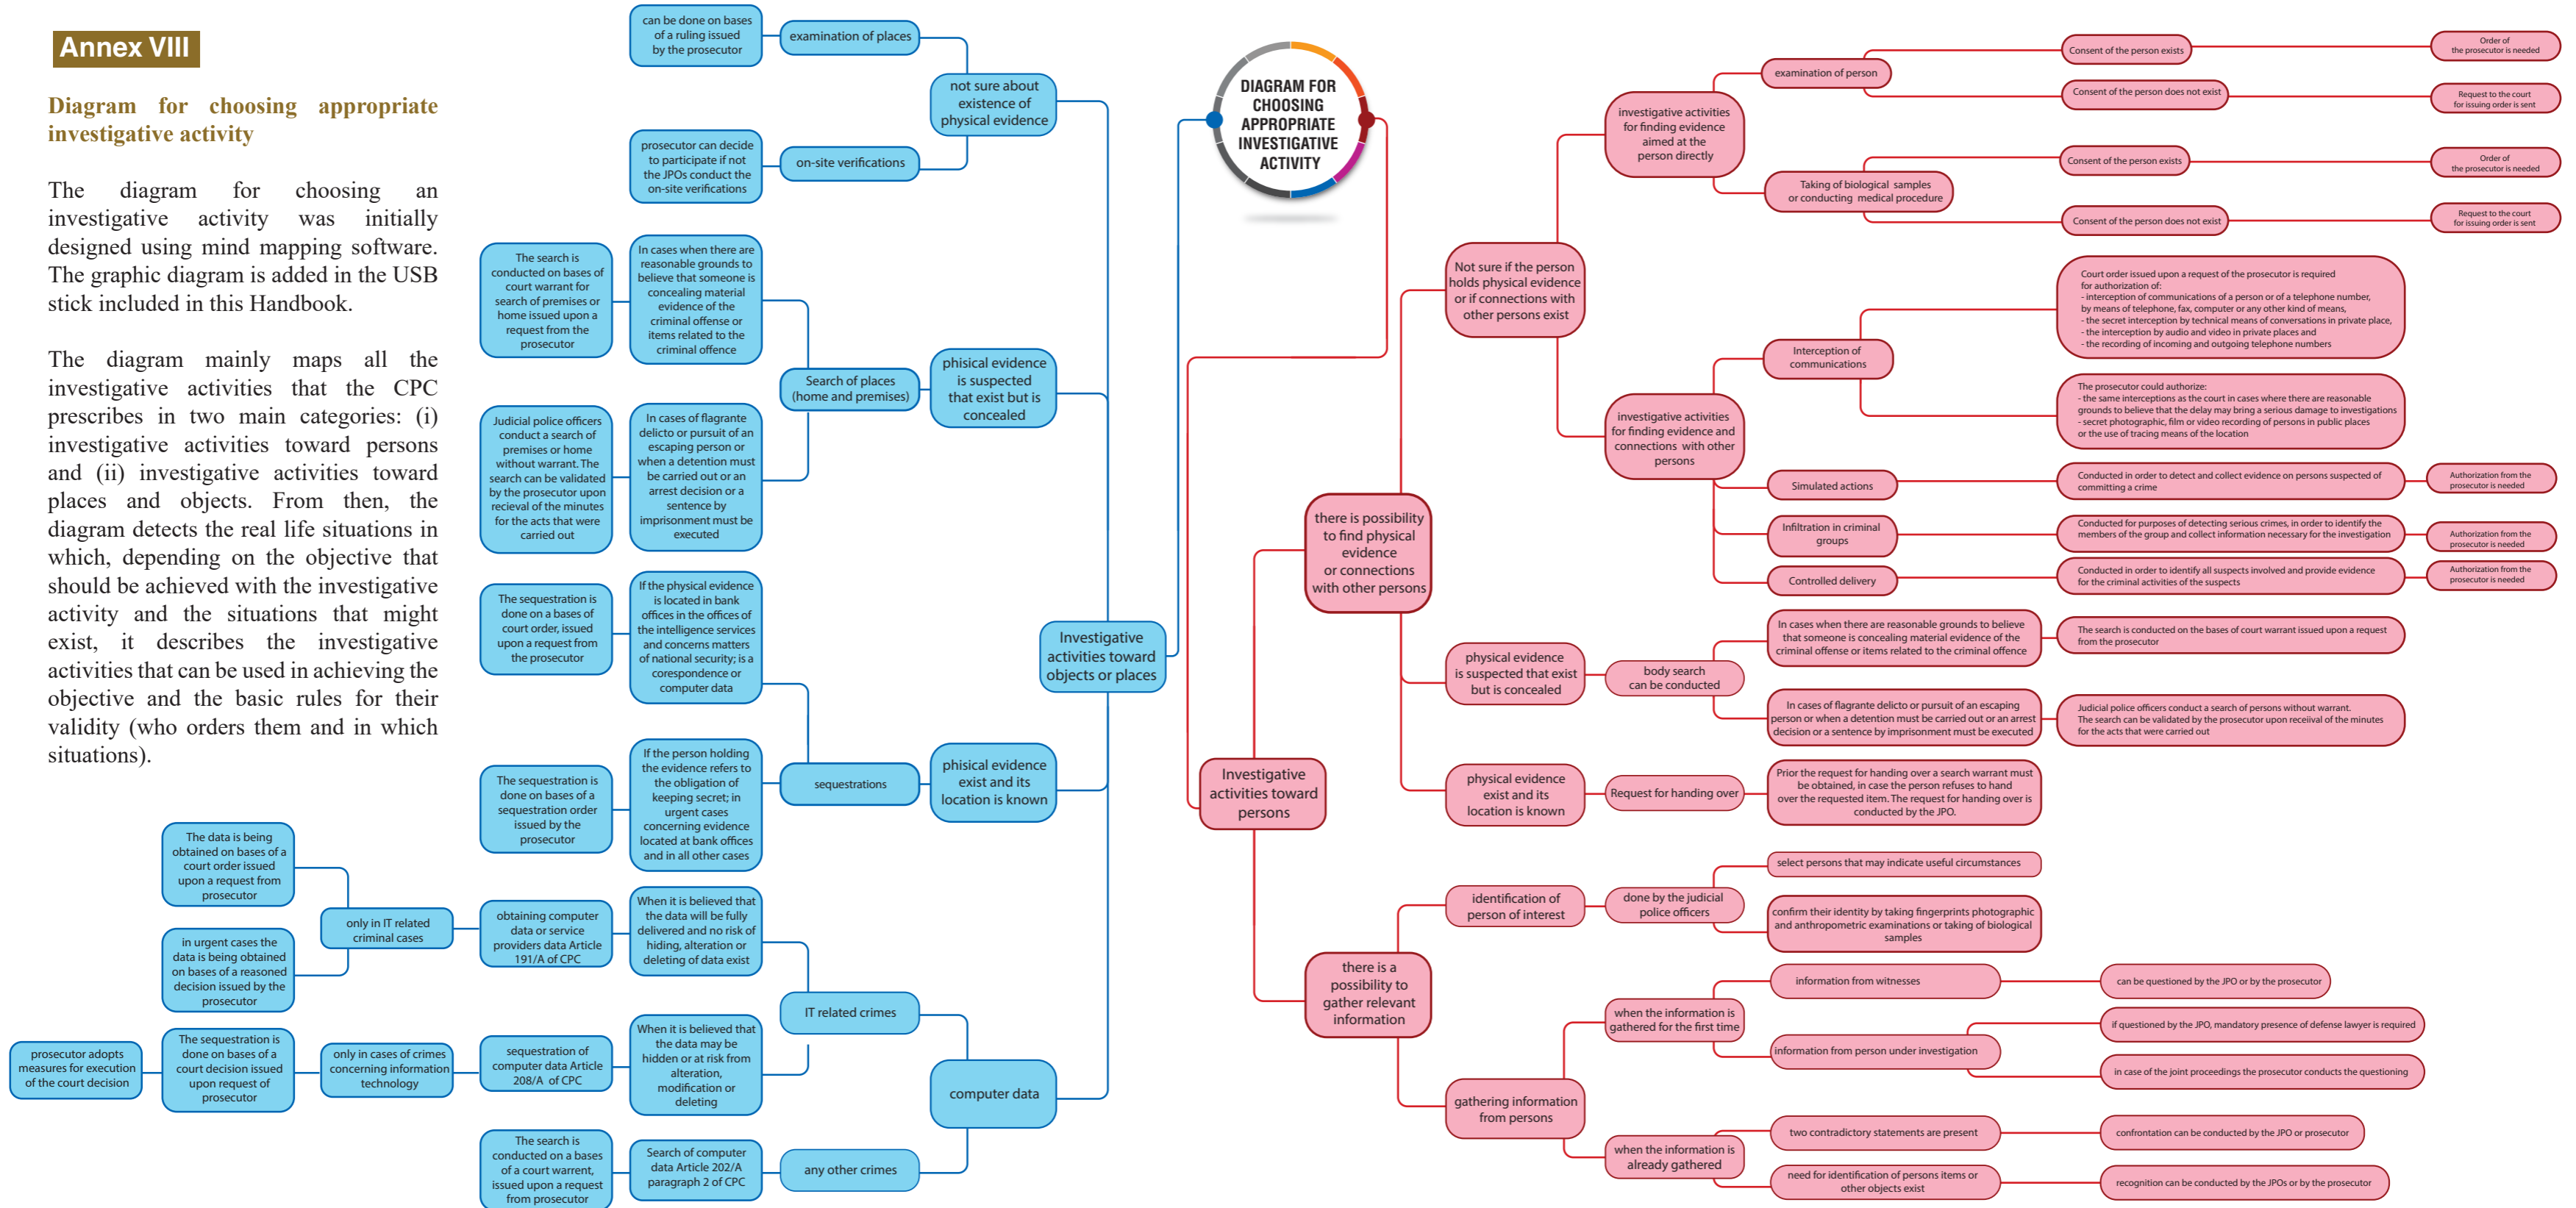 Annex VIII
Diagram for choosing appropriate
investigative activity
The diagram for choosing an
investigative activity was initially
designed using mind mapping software.
The graphic diagram is added in the USB
stick included in this Handbook.
The diagram mainly maps all the
investigative activities that the CPC
prescribes in two main categories: (i)
investigative activities toward persons
and (ii) investigative activities toward
places and objects. From then, the
diagram detects the real life situations in
which, depending on the objective that
should be achieved with the investigative
activity and the situations that might
exist, it describes the investigative
activities that can be used in achieving the
objective and the basic rules for their
validity (who orders them and in which
situations).
DIAGRAM FOR
CHOOSING
APPROPRIATE
INVESTIGATIVE
ACTIVITY
Investigative
activities toward
objects or places
not sure about
existence of
physical evidence
examination of places
can be done on bases
of a ruling issued
by the prosecutor
on-site verifications
prosecutor can decide
to participate if not
the JPOs conduct the
on-site verifications
phisical evidence
is suspected
that exist but is
concealed
Search of places
(home and premises)
In cases when there are
reasonable grounds to
believe that someone is
concealing material
evidence of the
criminal offense or
items related to the
criminal offence
The search is
conducted on bases of
court warrant for
search of premises or
home issued upon a
request from the
prosecutor
In cases of flagrante
delicto or pursuit of an
escaping person or
when a detention must
be carried out or an
arrest decision or a
sentence by
imprisonment must be
executed
Judicial police officers
conduct a search of
premises or home
without warrant. The
search can be validated
by the prosecutor upon
recieval of the minutes
for the acts that were
carried out
phisical evidence
exist and its
location is known
sequestrations
If the physical evidence
is located in bank
offices in the offices of
the intelligence services
and concerns matters
of national security; is a
corespondence or
computer data
The sequestration is
done on a bases of
court order, issued
upon a request from
the prosecutor
If the person holding
the evidence refers to
the obligation of
keeping secret; in
urgent cases
concerning evidence
located at bank offices
and in all other cases
The sequestration is
done on bases of a
sequestration order
issued by the
prosecutor
computer data
IT related crimes
When it is believed that
the data will be fully
delivered and no risk of
hiding, alteration or
deleting of data exist
obtaining computer
data or service
providers data Article
191/A of CPC
only in IT related
criminal cases
The data is being
obtained on bases of a
court order issued
upon a request from
prosecutor
in urgent cases the
data is being obtained
on bases of a reasoned
decision issued by the
prosecutor
When it is believed that
the data may be
hidden or at risk from
alteration,
modification or
deleting
sequestration of
computer data Article
208/A of CPC
only in cases of crimes
concerning information
technology
The sequestration is
done on bases of a
court decision issued
upon request of
prosecutor
prosecutor adopts
measures for execution
of the court decision
any other crimes
Search of computer
data Article 202/A
paragraph 2 of CPC
The search is
conducted on a bases
of a court warrent,
issued upon a request
from prosecutor
Investigative
activities toward
persons
there is possibility
to find physical
evidence
or connections
with other persons
Not sure if the person
holds physical evidence
or if connections with
other persons exist
investigative activities
for finding evidence
aimed at the
person directly
examination of person
Consent of the person exists
Order of
the prosecutor is needed
Consent of the person does not exist
Request to the court
for issuing order is sent
Taking of biological samples
or conducting medical procedure
Consent of the person exists
Order of
the prosecutor is needed
Consent of the person does not exist
Request to the court
for issuing order is sent
investigative activities
for finding evidence and
connections with other
persons
Interception of
communications
Court order issued upon a request of the prosecutor is required
for authorization of:
- interception of communications of a person or of a telephone number,
by means of telephone, fax, computer or any other kind of means,
- the secret interception by technical means of conversations in private place,
- the interception by audio and video in private places and
- the recording of incoming and outgoing telephone numbers
The prosecutor could authorize:
- the same interceptions as the court in cases where there are reasonable
grounds to believe that the delay may bring a serious damage to investigations
- secret photographic, film or video recording of persons in public places
or the use of tracing means of the location
Simulated actions
Conducted in order to detect and collect evidence on persons suspected of
committing a crime
Authorization from the
prosecutor is needed
Infiltration in criminal
groups
Conducted for purposes of detecting serious crimes, in order to identify the
members of the group and collect information necessary for the investigation
Authorization from the
prosecutor is needed
Controlled delivery
Conducted in order to identify all suspects involved and provide evidence
for the criminal activities of the suspects
Authorization from the
prosecutor is needed
physical evidence
is suspected that exist
but is concealed
body search
can be conducted
In cases when there are reasonable grounds to believe
that someone is concealing material evidence of the
criminal offense or items related to the criminal offence
The search is conducted on the bases of court warrant issued upon a request
from the prosecutor
In cases of flagrante delicto or pursuit of an escaping
person or when a detention must be carried out or an arrest
decision or a sentence by imprisonment must be executed
Judicial police officers conduct a search of persons without warrant.
The search can be validated by the prosecutor upon receiival of the minutes
for the acts that were carried out
physical evidence
exist and its
location is known
Request for handing over
Prior the request for handing over a search warrant must
be obtained, in case the person refuses to hand
over the requested item. The request for handing over is
conducted by the JPO.
there is a
possibility to
gather relevant
information
identification of
person of interest
done by the judicial
police officers
select persons that may indicate useful circumstances
confirm their identity by taking fingerprints photographic
and anthropometric examinations or taking of biological
samples
gathering information
from persons
when the information is
gathered for the first time
information from witnesses
can be questioned by the JPO or by the prosecutor
information from person under investigation
if questioned by the JPO, mandatory presence of defense lawyer is required
in case of the joint proceedings the prosecutor conducts the questioning
when the information is
already gathered
two contradictory statements are present
confrontation can be conducted by the JPO or prosecutor
need for identification of persons items or
other objects exist
recognition can be conducted by the JPOs or by the prosecutor